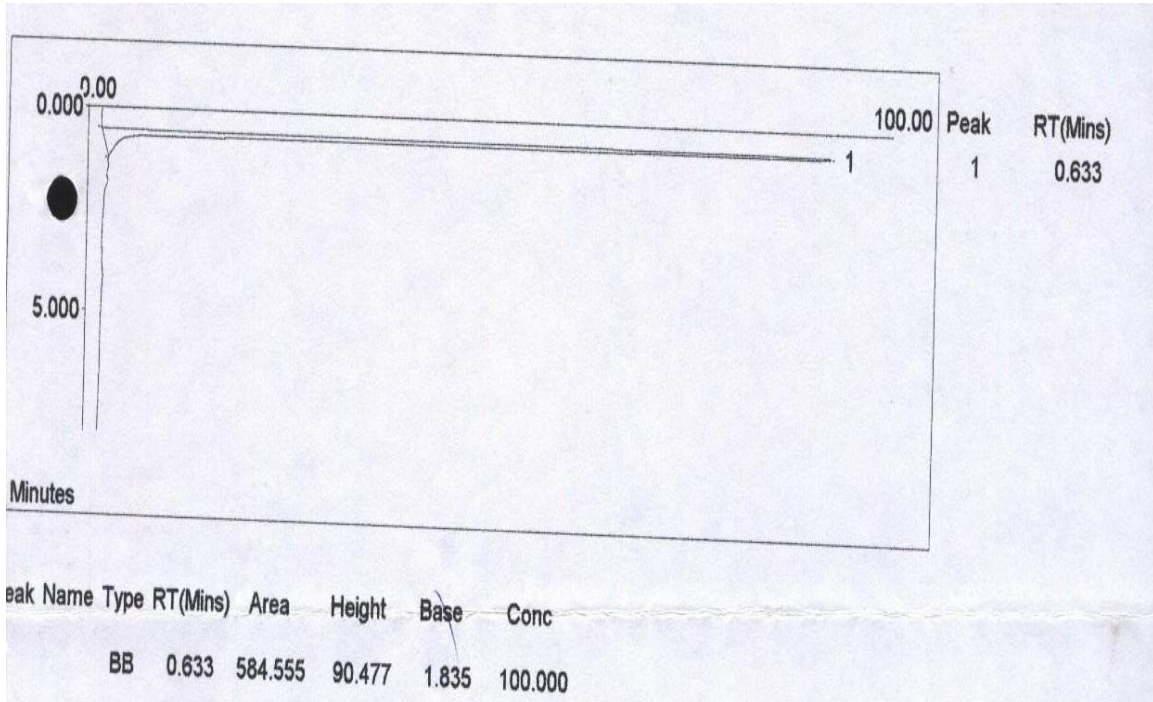 0.00
0.000
100.00 Peak RT(Mins)
1
1 0.633
5.000
Minutes
eak Name Type RT(Mins) Area Height Base Conc
BB 0.633 584.555 90.477 1.835 100.000